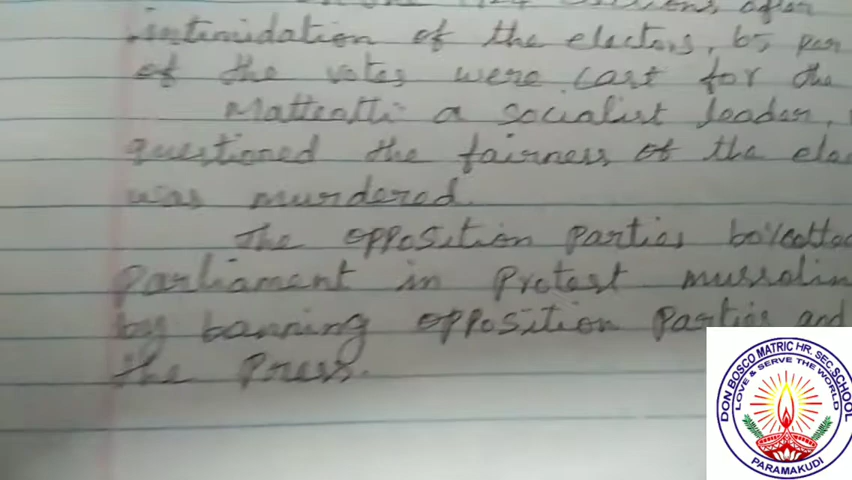 intimidation of the electors, 65 per
of the votes were cast for the
Matteotti a socialist leader,
questioned the fairness of the elec
was murdered.
The opposition parties boycotted
Parliament in Protest mussolin
by banning opposition Parties and
the Press.
DON BOSCO MATRIC HR. SEC SCHOOL
LOVE & SERVE THE WORLD
PARAMAKUDI